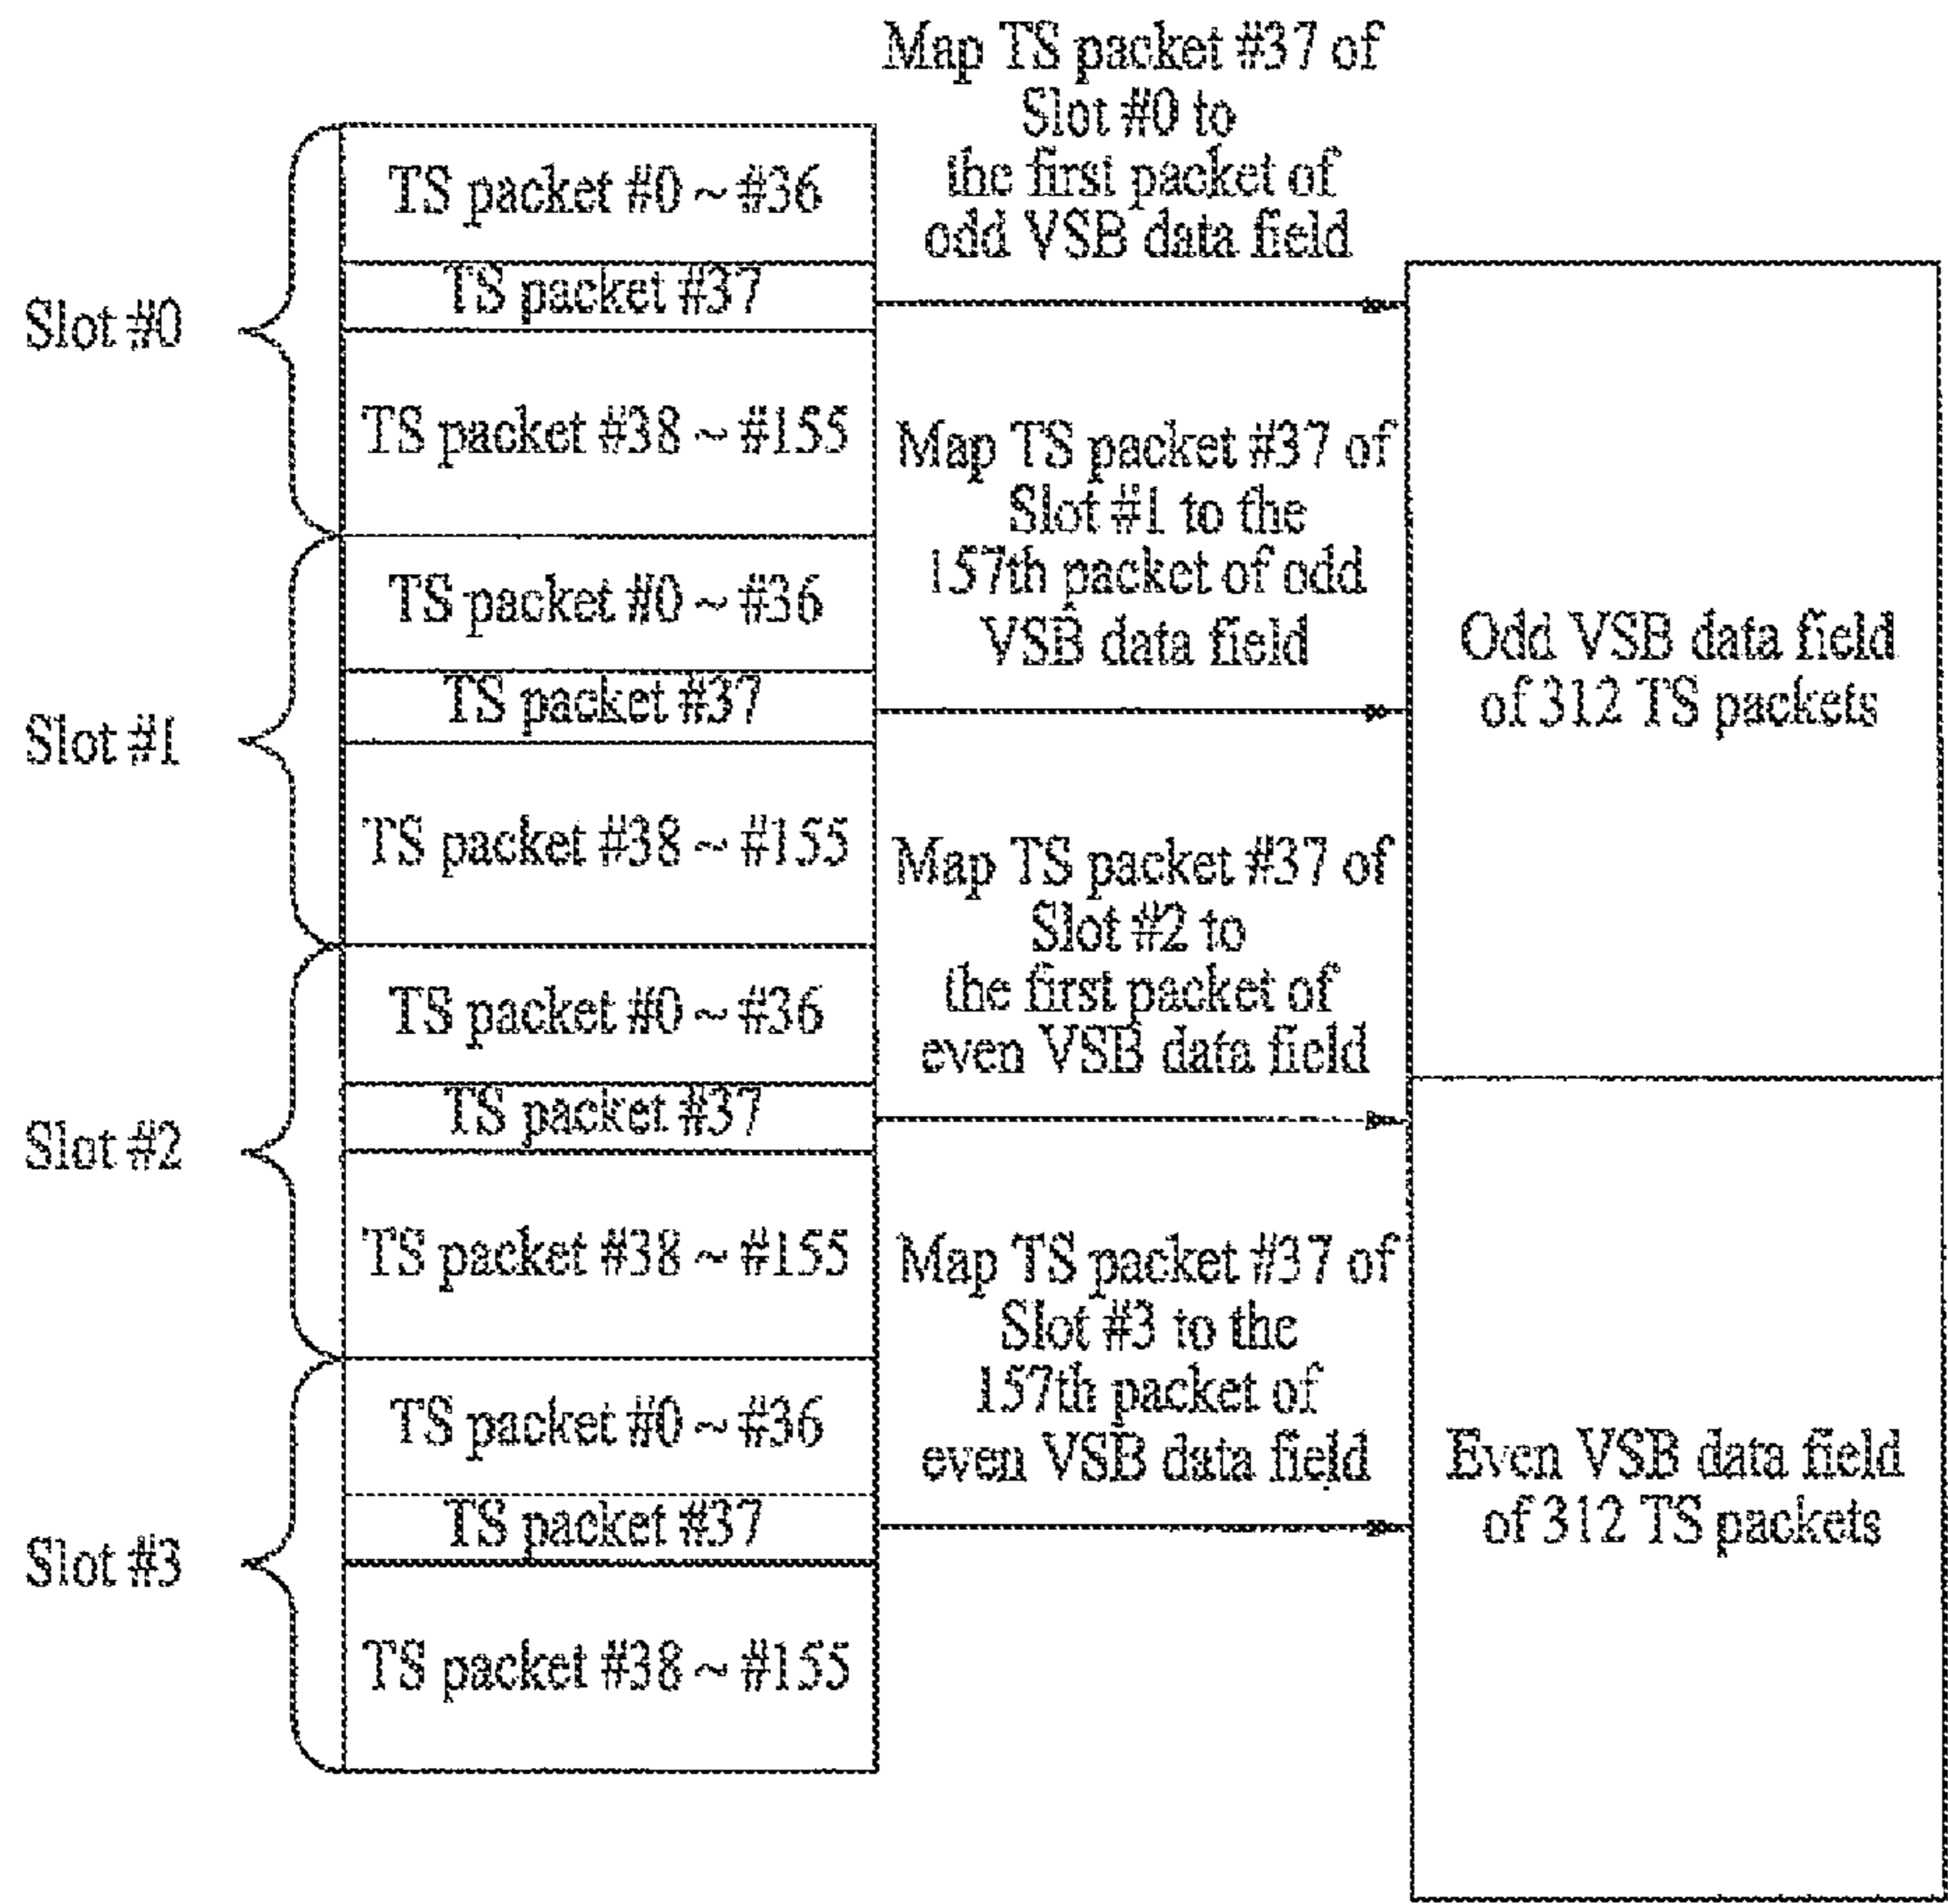 Map TS packet #37 of
Slot #0 to
the first packet of
odd VSB data field
Slot #0
TS packet #0 ~ #36
TS packet #37
TS packet #38 ~ #155
Map TS packet #37 of
Slot #1 to the
157th packet of odd
VSB data field
Slot #1
TS packet #0 ~ #36
TS packet #37
TS packet #38 ~ #155
Odd VSB data field
of 312 TS packets
Map TS packet #37 of
Slot #2 to
the first packet of
even VSB data field
Slot #2
TS packet #0 ~ #36
TS packet #37
TS packet #38 ~ #155
Map TS packet #37 of
Slot #3 to the
157th packet of
even VSB data field
Slot #3
TS packet #0 ~ #36
TS packet #37
TS packet #38 ~ #155
Even VSB data field
of 312 TS packets